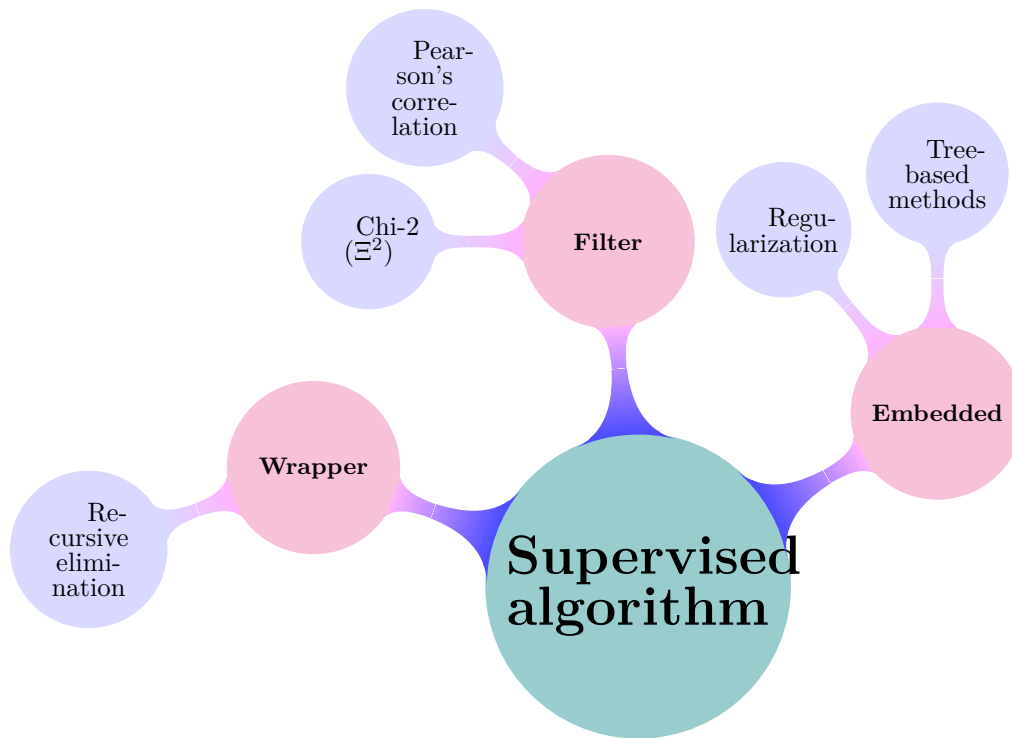 Pear-
son's
corre-
lation
Chi-2
(Ξ²)
Filter
Regu-
larization
Tree-
based
methods
Embedded
Wrapper
Re-
cursive
elimi-
nation
Supervised
algorithm